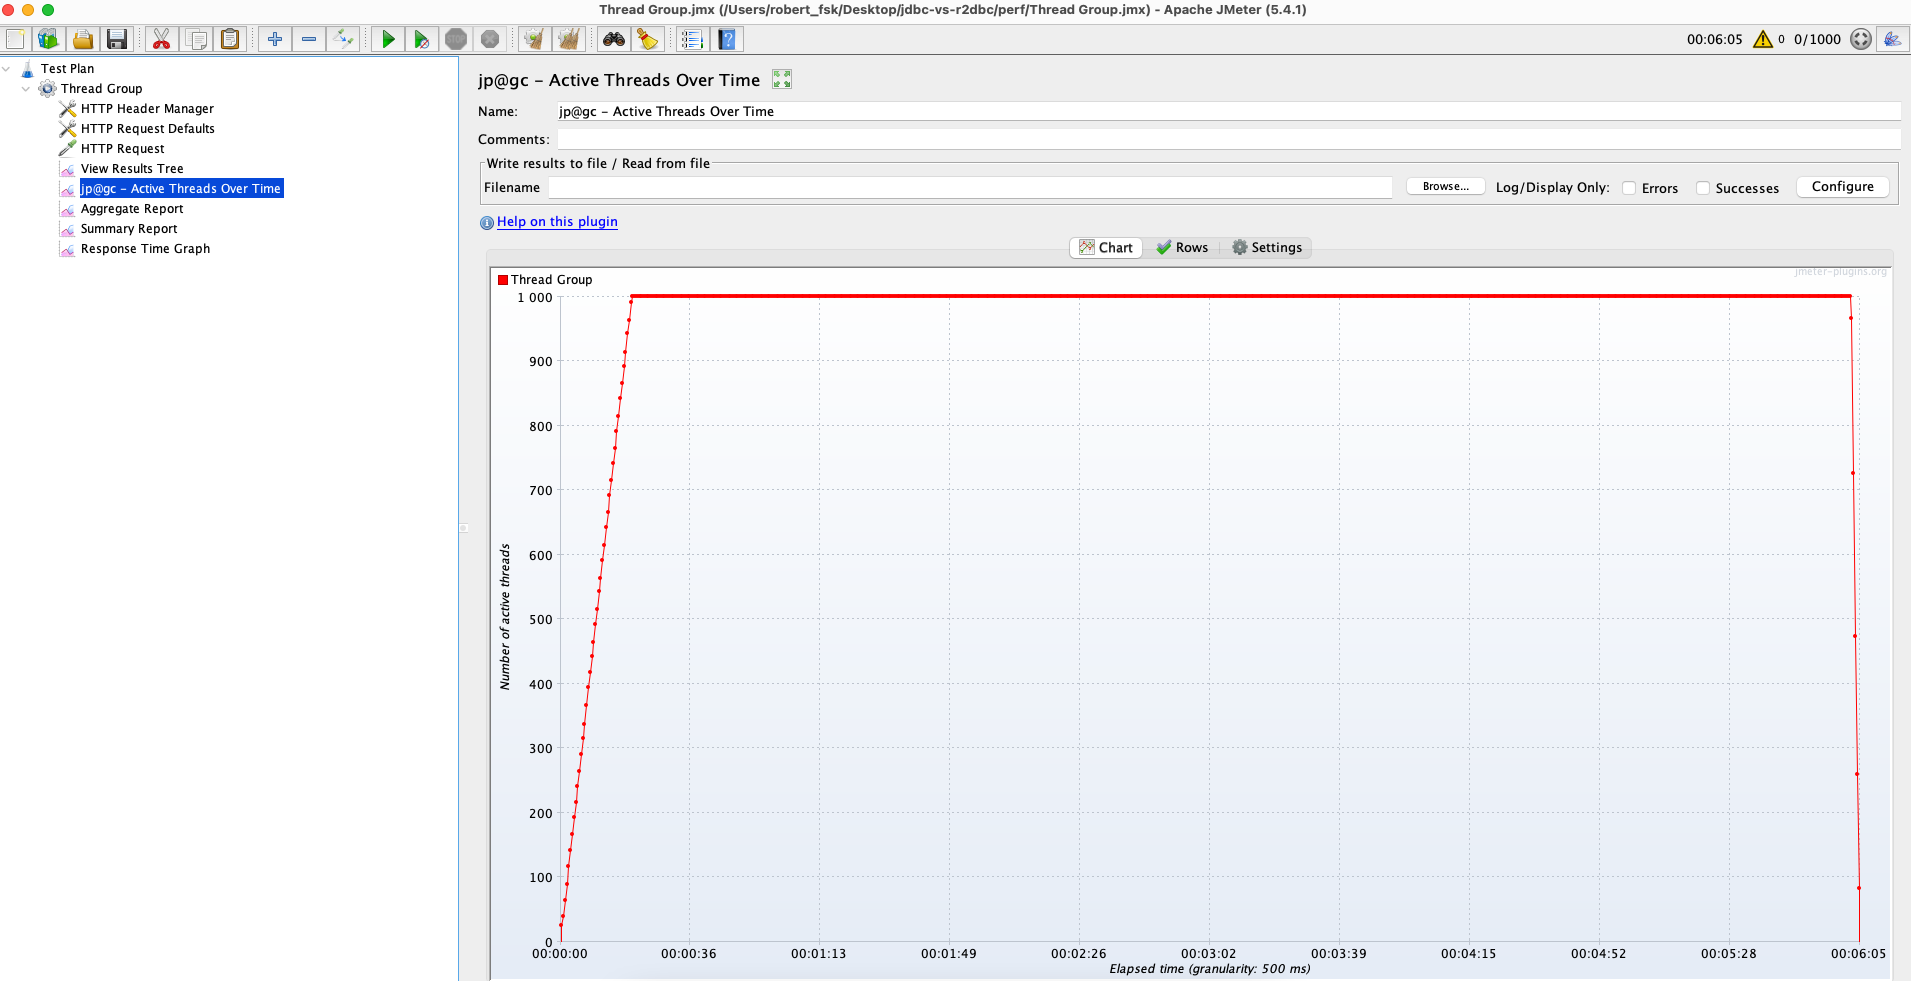 Thread Group.jmx (/Users/robert_fsk/Desktop/jdbc-vs-r2dbc/perf/Thread Group.jmx) - Apache JMeter (5.4.1)
00:06:05 0 0/1000
Test Plan
Thread Group
HTTP Header Manager
HTTP Request Defaults
HTTP Request
View Results Tree
jp@gc - Active Threads Over Time
Aggregate Report
Summary Report
Response Time Graph
jp@gc - Active Threads Over Time
Name: jp@gc - Active Threads Over Time
Comments:
Write results to file / Read from file
Filename Browse... Log/Display Only: Errors Successes Configure
Help on this plugin
Chart Rows Settings
jmeter-plugins.org
Thread Group
1 000
900
800
700
600
500
400
300
200
100
0
Number of active threads
00:00:00 00:00:36 00:01:13 00:01:49 00:02:26 00:03:02 00:03:39 00:04:15 00:04:52 00:05:28 00:06:05
Elapsed time (granularity: 500 ms)